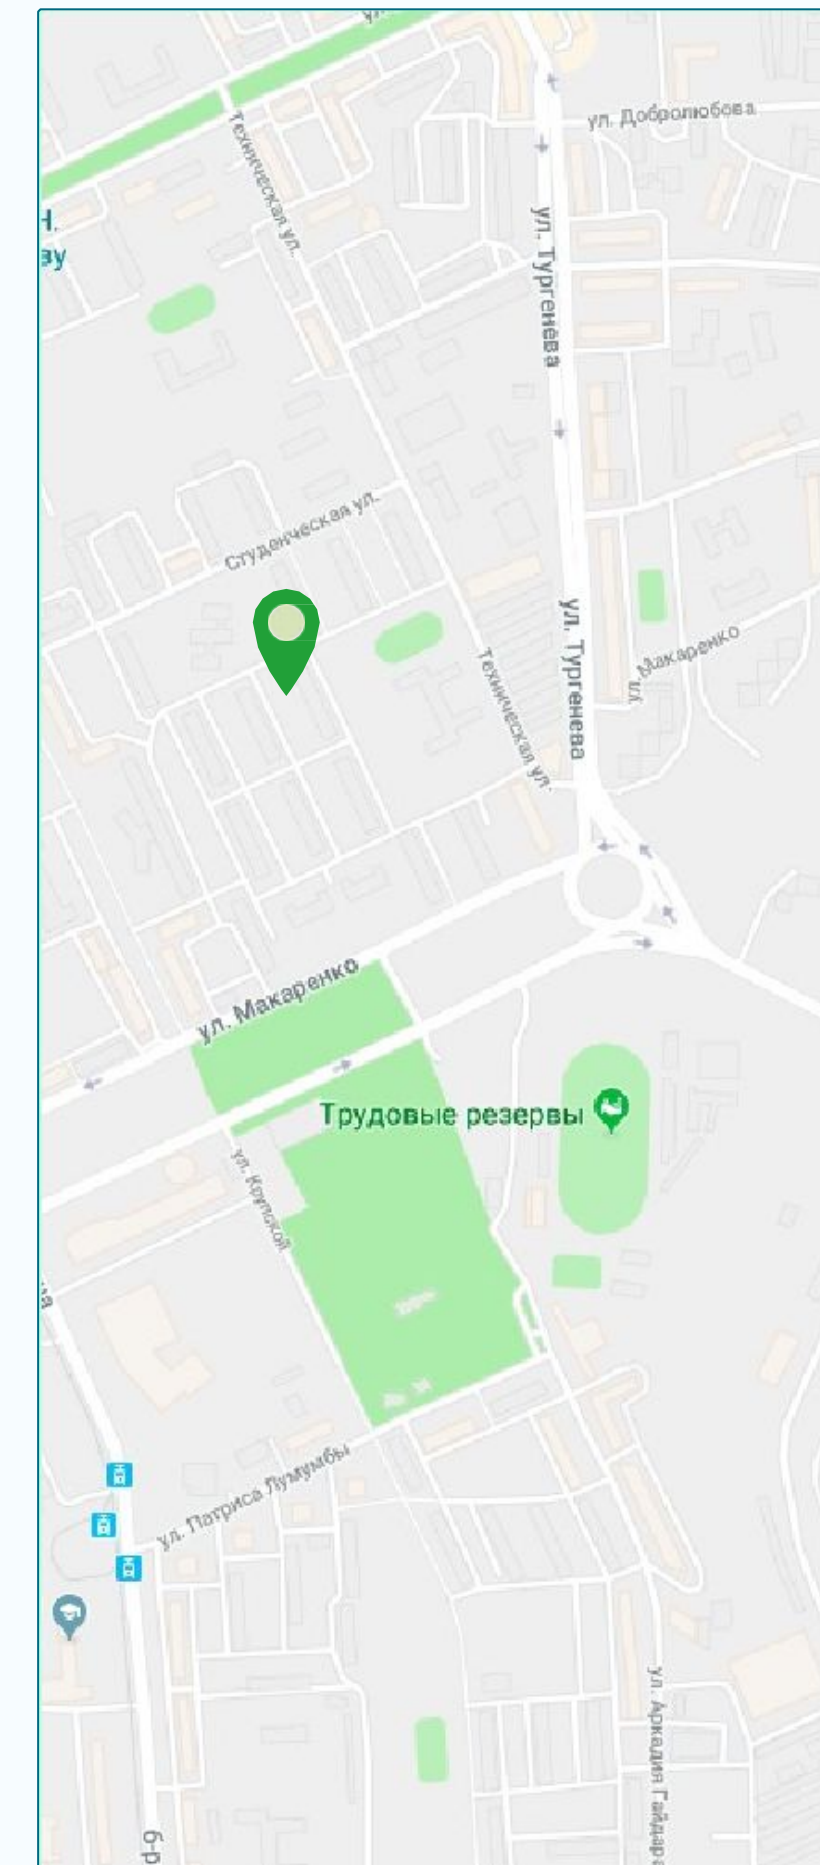 ул. Добролюбова
Техническая ул.
ул. Тургенева
Студенческая ул.
ул. Тургенева
ул. Макаренко
Техническая ул.
ул. Макаренко
Трудовые резервы
ул. Крупской
ул. Патриса Лумумбы
ул. Аркадия Гайдара
б-р